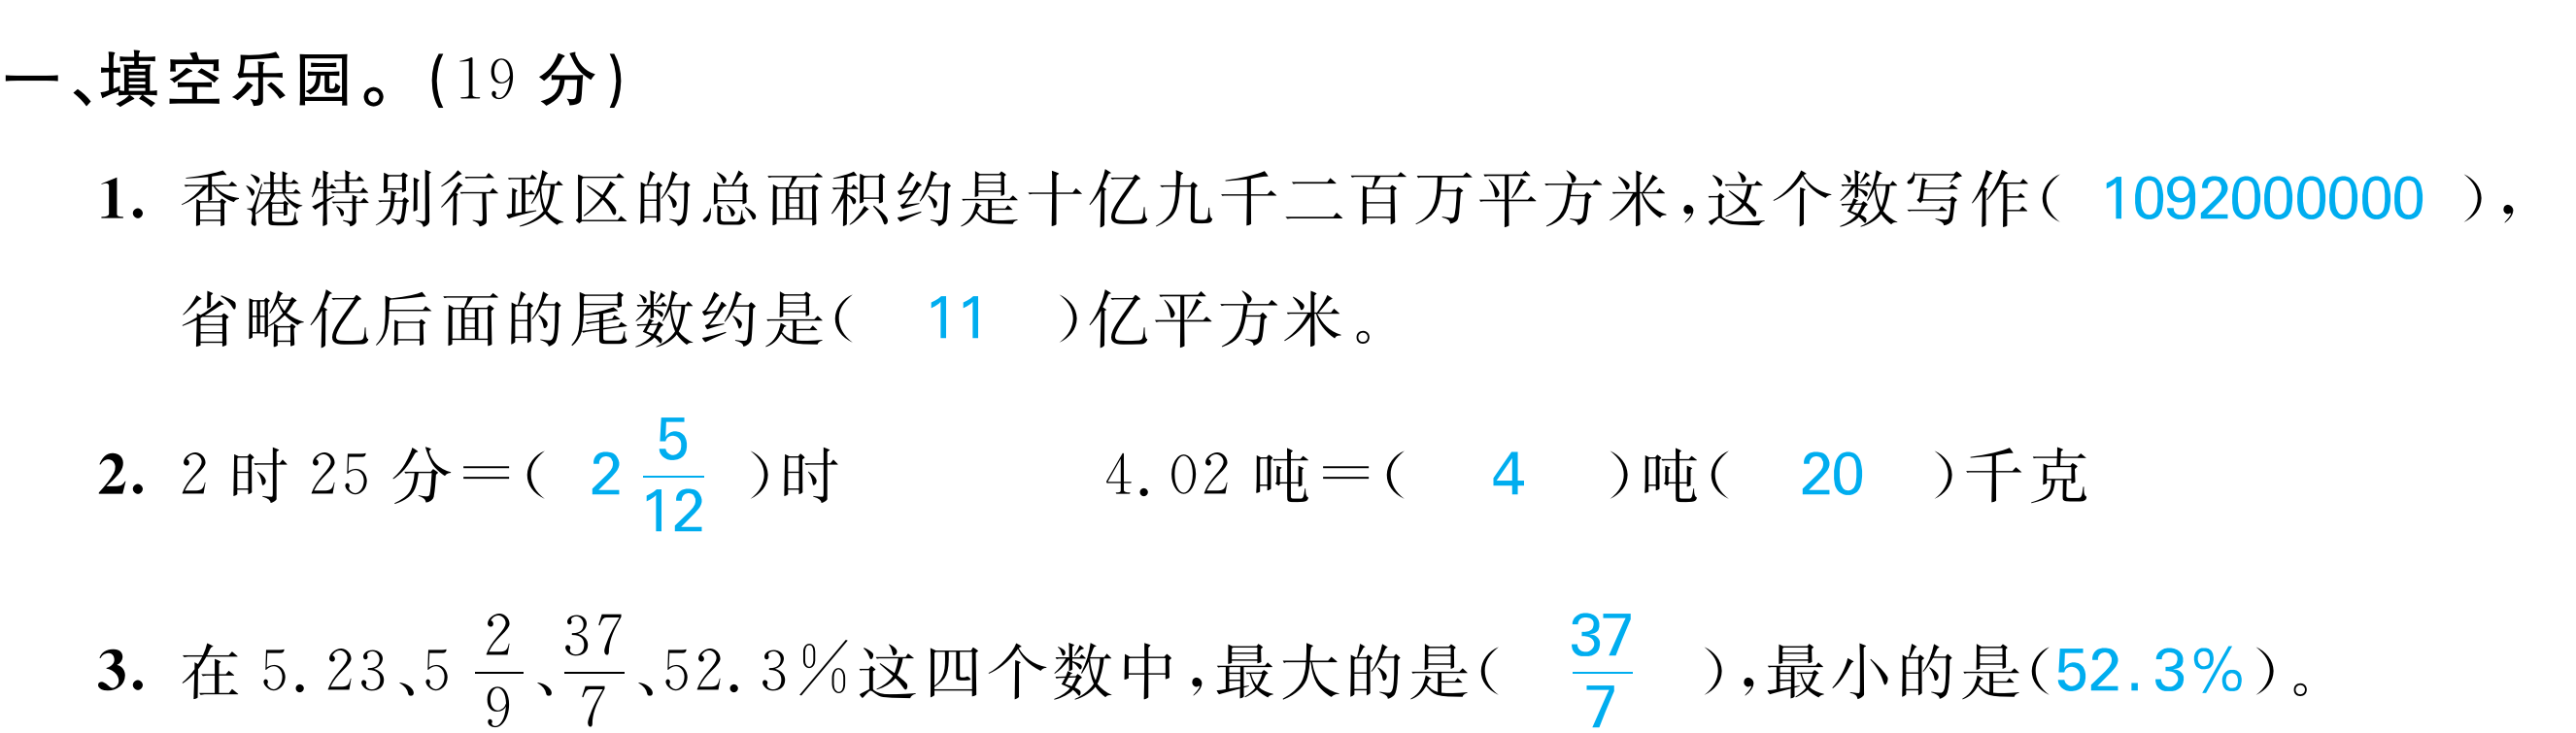 一、填空乐园。(19 分)
1. 香港特别行政区的总面积约是十亿九千二百万平方米,这个数写作( 1092000000 ),
省略亿后面的尾数约是( 11 )亿平方米。
2. 2 时 25 分=( 2 5/12 )时 4.02 吨=( 4 )吨( 20 )千克
3. 在 5.23、5 2/9、37/7、52.3%这四个数中,最大的是( 37/7 ),最小的是(52.3%)。